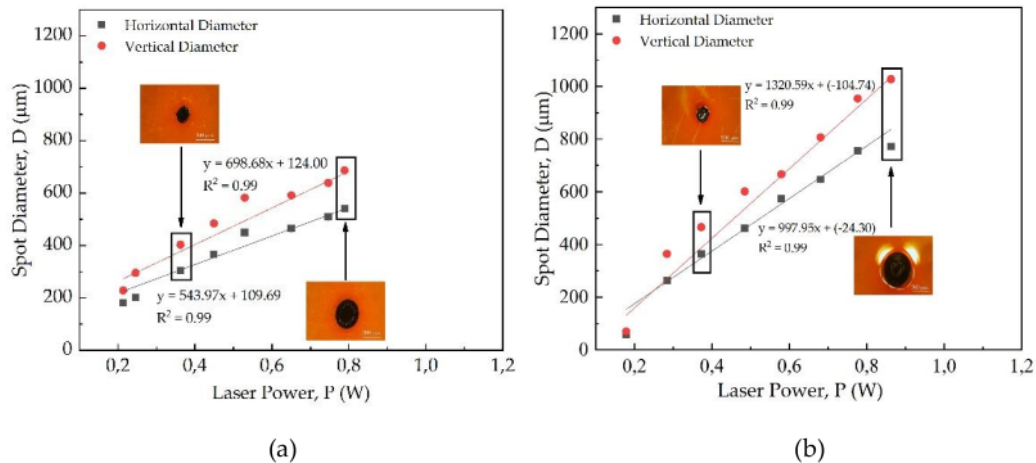 1200
1000
800
600
400
200
0
Spot Diameter, D (μm)
Horizontal Diameter
Vertical Diameter
y = 698.68x + 124.00
R² = 0.99
y = 543.97x + 109.69
R² = 0.99
0,2 0,4 0,6 0,8 1,0 1,2
Laser Power, P (W)
(a)
1200
1000
800
600
400
200
0
Spot Diameter, D (μm)
Horizontal Diameter
Vertical Diameter
y = 1320.59x + (-104.74)
R² = 0.99
y = 997.95x + (-24.30)
R² = 0.99
0,2 0,4 0,6 0,8 1,0 1,2
Laser Power, P (W)
(b)